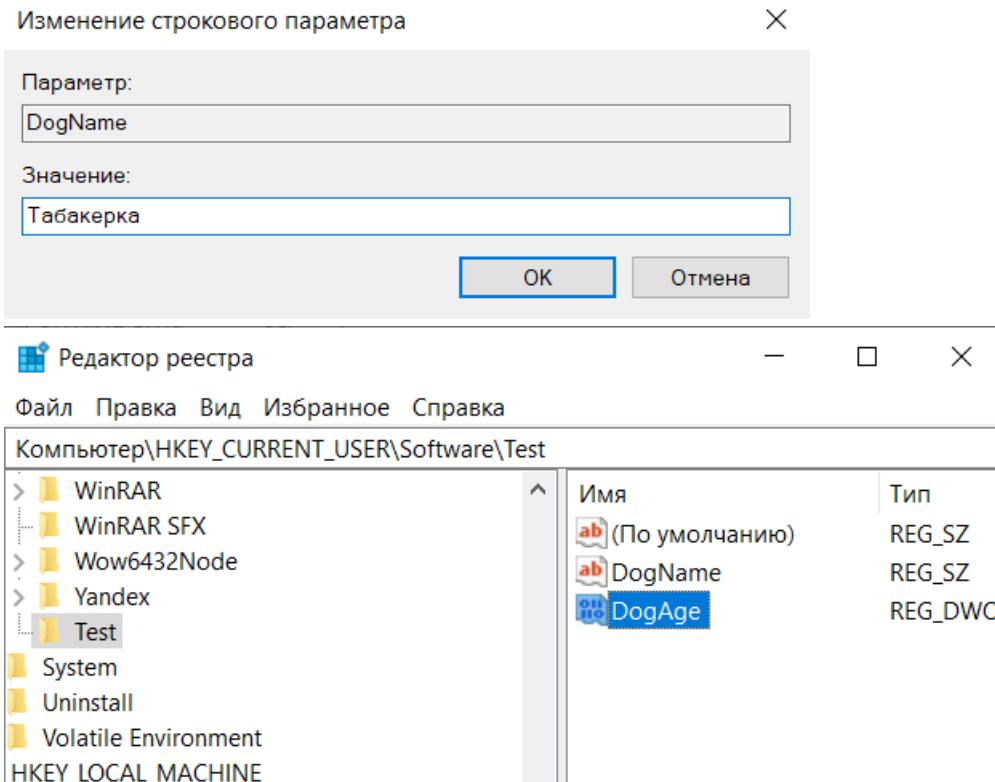 Изменение строкового параметра
Параметр:
DogName
Значение:
Табакерка
OK Отмена
Редактор реестра
Файл Правка Вид Избранное Справка
Компьютер\HKEY_CURRENT_USER\Software\Test
WinRAR
WinRAR SFX
Wow6432Node
Yandex
Test
System
Uninstall
Volatile Environment
HKEY_LOCAL_MACHINE
Имя Тип
(По умолчанию) REG_SZ
DogName REG_SZ
DogAge REG_DWO